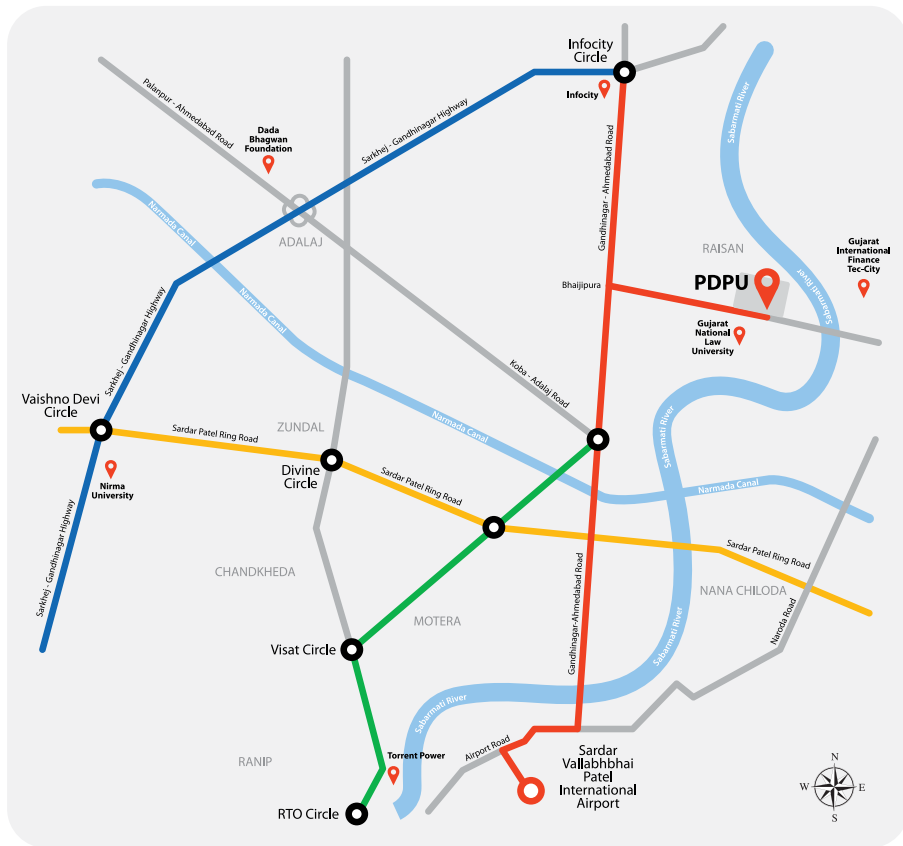 Infocity
Circle
Infocity
Palanpur - Ahmedabad Road
Dada
Bhagwan
Foundation
Sarkhej - Gandhinagar Highway
Sabarmati River
Gandhinagar - Ahmedabad Road
Narmada Canal
ADALAJ
RAISAN
Gujarat
International
Finance
Tec-City
Sabarmati River
PDPU
Bhaijipura
Narmada Canal
Gujarat
National
Law
University
Sarkhej - Gandhinagar Highway
Koba - Adalaj Road
Vaishno Devi
Circle
Narmada Canal
Sabarmati River
ZUNDAL
Sardar Patel Ring Road
Divine
Circle
Sardar Patel Ring Road
Nirma
University
Narmada Canal
Sarkhej - Gandhinagar Highway
Sardar Patel Ring Road
CHANDKHEDA
NANA CHILODA
MOTERA
Gandhinagar-Ahmedabad Road
Naroda Road
Visat Circle
Sabarmati River
Sabarmati River
Airport Road
Torrent Power
RANIP
Sardar
Vallabhbhai
Patel
International
Airport
RTO Circle
N
W
E
S